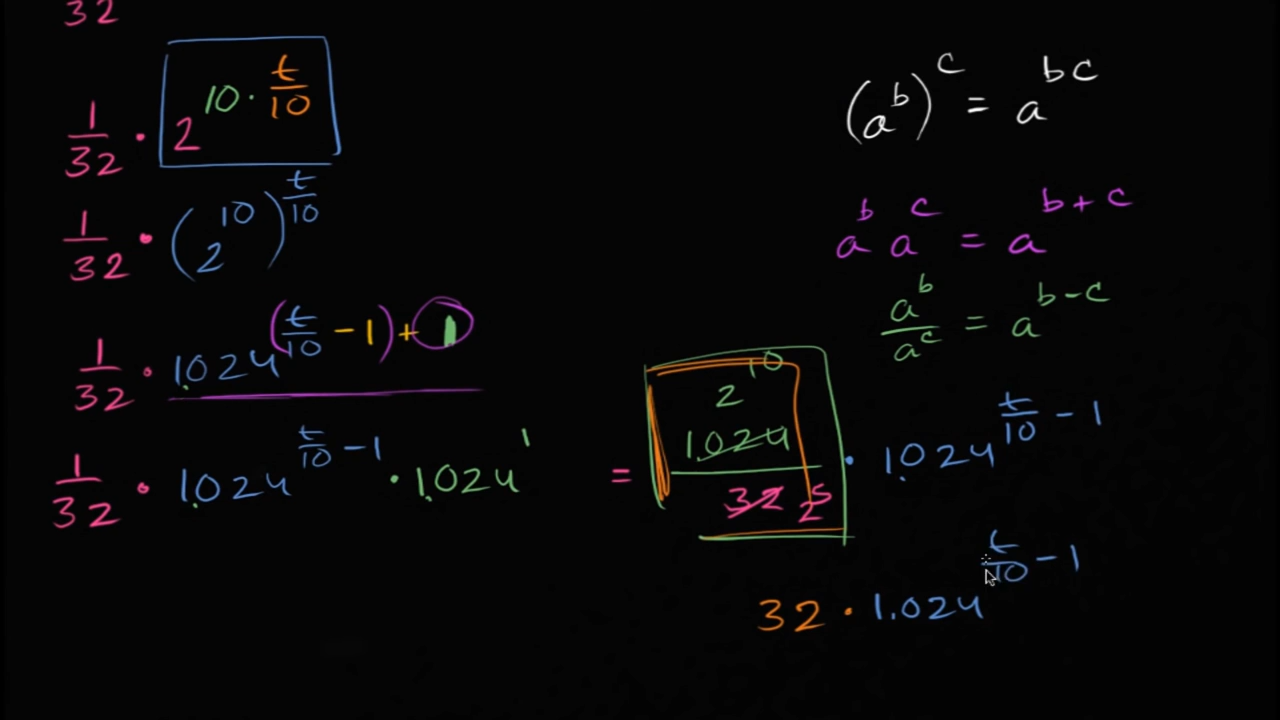 32
1/32 · 2^(10 · t/10)
(a^b)^c = a^(bc)
1/32 · (2^10)^(t/10)
a^b a^c = a^(b+c)
a^b/a^c = a^(b-c)
1/32 · 1,024^((t/10 - 1) + 1)
1/32 · 1,024^(t/10 - 1) · 1,024^1 = 2^10 1,024/32 2^5 · 1,024^(t/10 - 1)
32 · 1,024^(t/10 - 1)